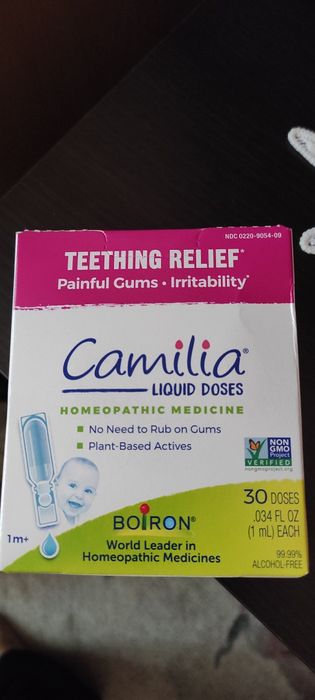 NDC 0220-9054-09
TEETHING RELIEF*
Painful Gums • Irritability*
Camilia®
LIQUID DOSES
HOMEOPATHIC MEDICINE
No Need to Rub on Gums
Plant-Based Actives
NON
GMO
Project
VERIFIED
nongmoproject.org
30 DOSES
.034 FL OZ
(1 mL) EACH
BOIRON®
1m+
World Leader in
Homeopathic Medicines
99.99%
ALCOHOL-FREE